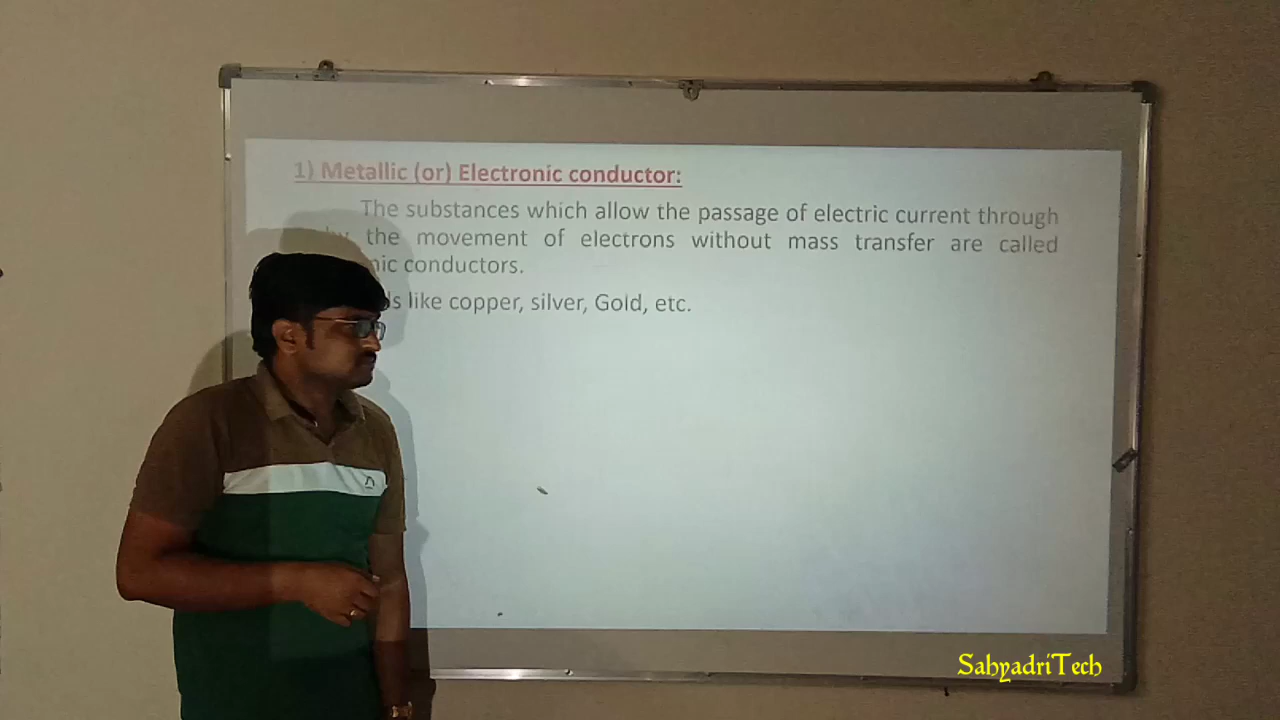 1) Metallic (or) Electronic conductor:
The substances which allow the passage of electric current through
by the movement of electrons without mass transfer are called
conductors.
like copper, silver, Gold, etc.
SahyadriTech